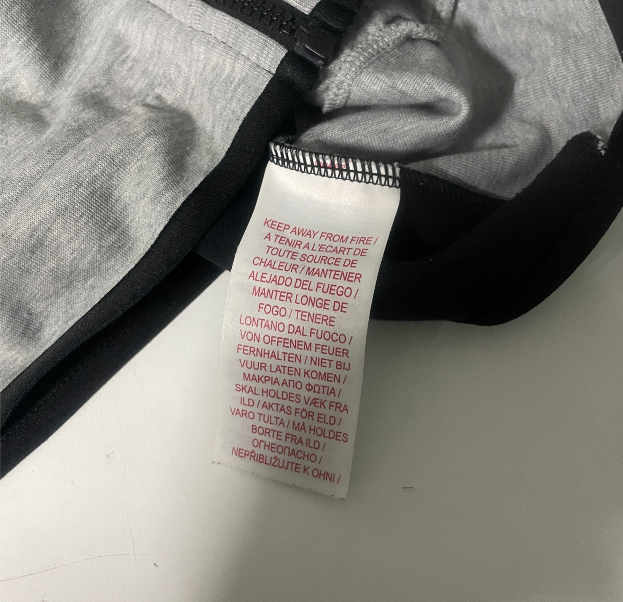 KEEP AWAY FROM FIRE /
A TENIR A L'ECART DE
TOUTE SOURCE DE
CHALEUR / MANTENER
ALEJADO DEL FUEGO /
MANTER LONGE DE
FOGO / TENERE
LONTANO DAL FUOCO /
VON OFFENEM FEUER
FERNHALTEN / NIET BIJ
VUUR LATEN KOMEN /
ΜΑΚΡΙΑ ΑΠΟ ΦΩΤΙΑ /
SKAL HOLDES VÆK FRA
ILD / AKTAS FÖR ELD /
VARO TULTA / MÅ HOLDES
BORTE FRA ILD /
ОГНЕОПАСНО /
NEPŘIBLIŽUJTE K OHNI /